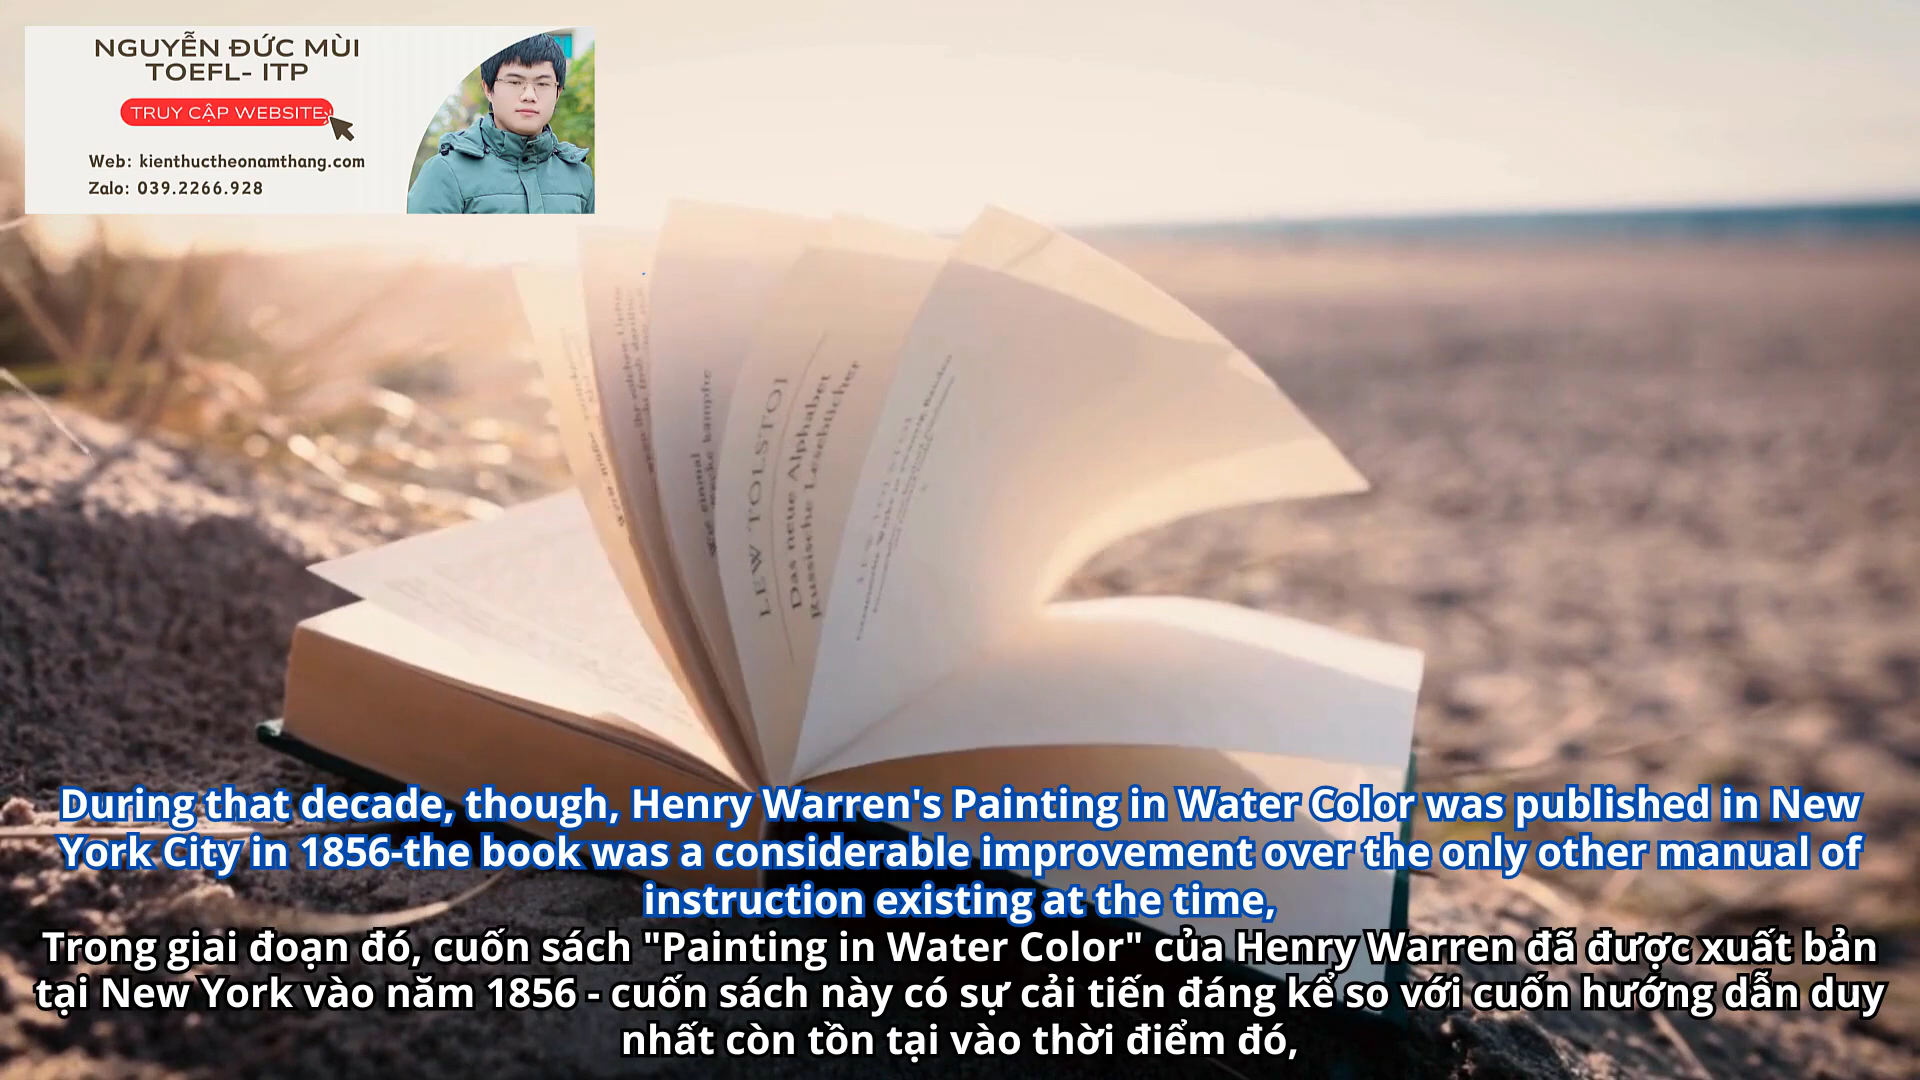 NGUYỄN ĐỨC MÙI
TOEFL- ITP
TRUY CẬP WEBSITE
Web: kienthuctheonamthang.com
Zalo: 039.2266.928
LEW TOLSTOI
Das neue Alphabet
Russische Lesebücher
During that decade, though, Henry Warren's Painting in Water Color was published in New
York City in 1856-the book was a considerable improvement over the only other manual of
instruction existing at the time,
Trong giai đoạn đó, cuốn sách "Painting in Water Color" của Henry Warren đã được xuất bản
tại New York vào năm 1856 - cuốn sách này có sự cải tiến đáng kể so với cuốn hướng dẫn duy
nhất còn tồn tại vào thời điểm đó,